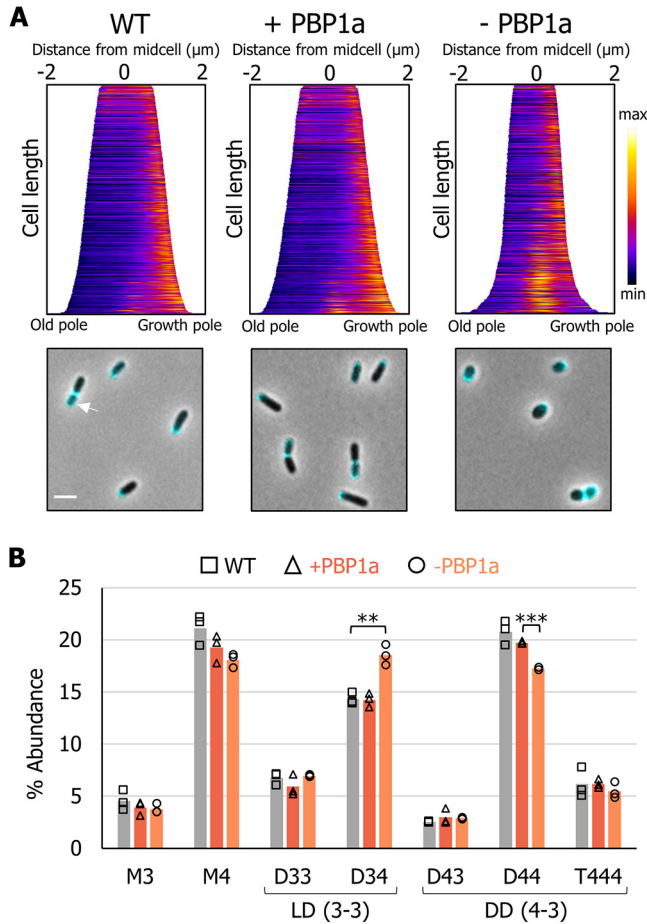 A
WT
+ PBP1a
- PBP1a
Distance from midcell (μm)
Distance from midcell (μm)
Distance from midcell (μm)
-2 0 2
-2 0 2
-2 0 2
Cell length
Cell length
Cell length
max
min
Old pole Growth pole
Old pole Growth pole
Old pole Growth pole
B
WT +PBP1a -PBP1a
% Abundance
25
20
15
10
5
0
**
***
M3 M4 D33 D34 D43 D44 T444
LD (3-3) DD (4-3)